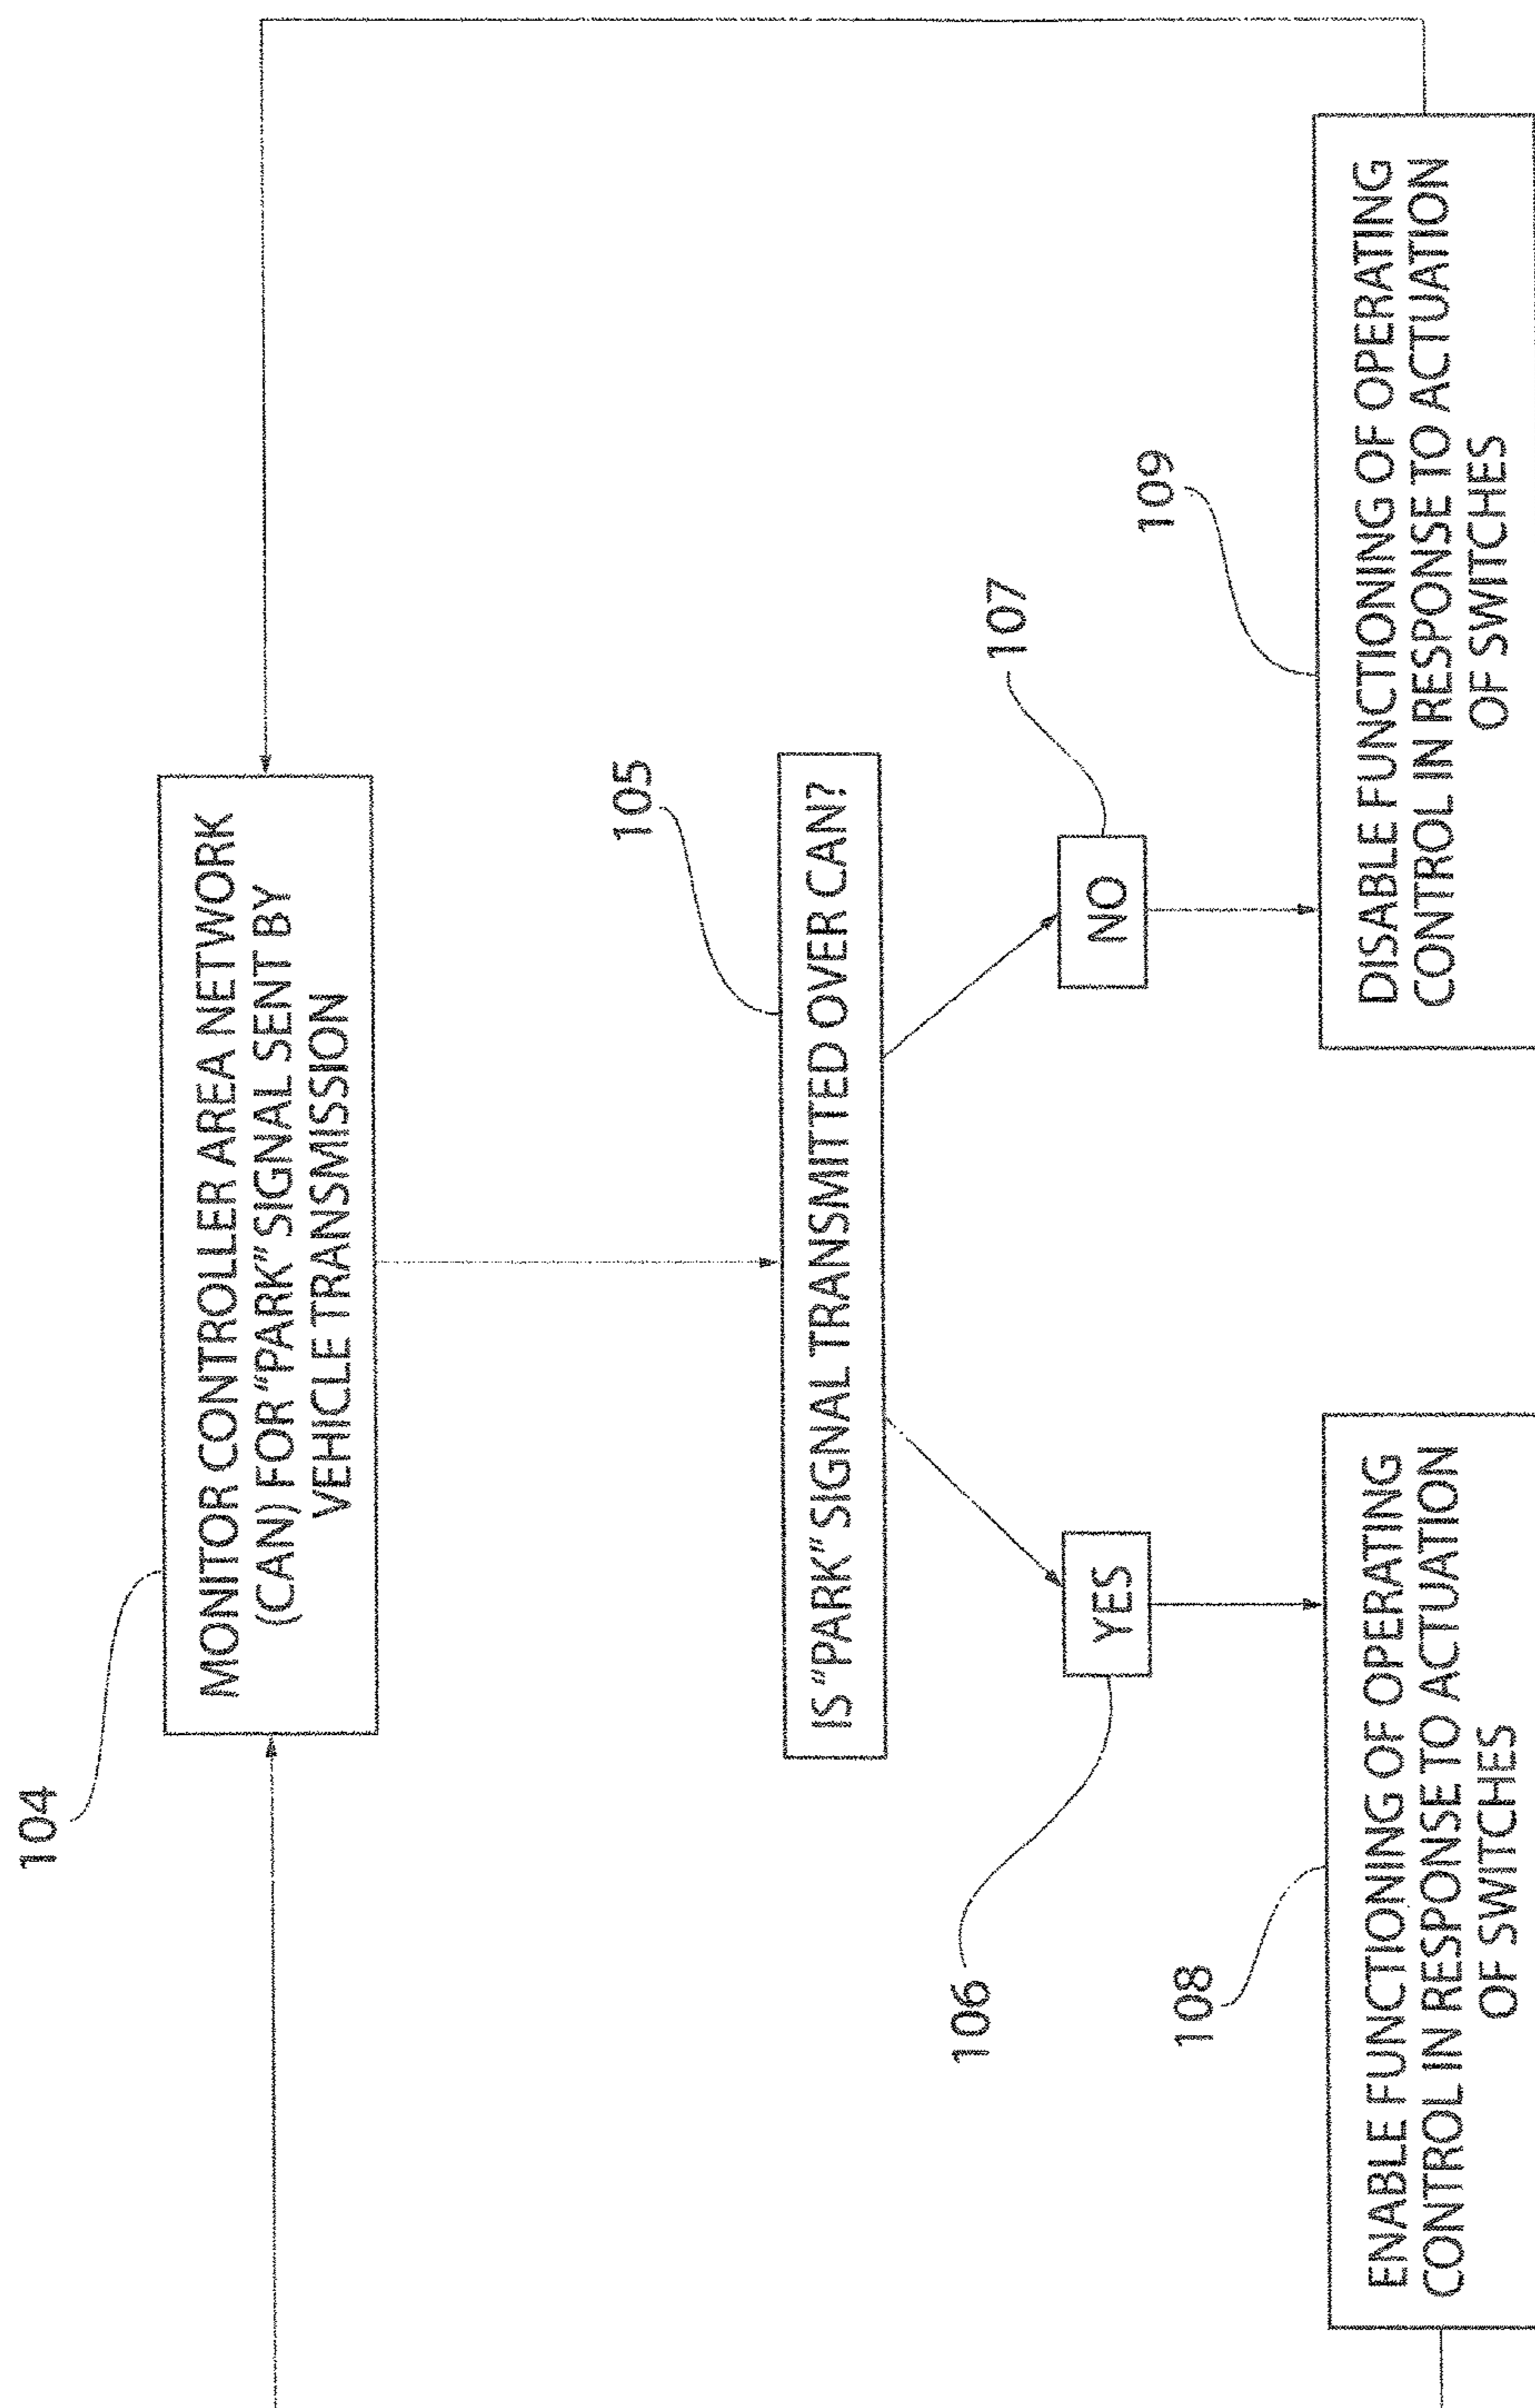 104
MONITOR CONTROLLER AREA NETWORK
(CAN) FOR "PARK" SIGNAL SENT BY
VEHICLE TRANSMISSION
105
IS "PARK" SIGNAL TRANSMITTED OVER CAN?
106
YES
107
NO
108
ENABLE FUNCTIONING OF OPERATING
CONTROL IN RESPONSE TO ACTUATION
OF SWITCHES
109
DISABLE FUNCTIONING OF OPERATING
CONTROL IN RESPONSE TO ACTUATION
OF SWITCHES